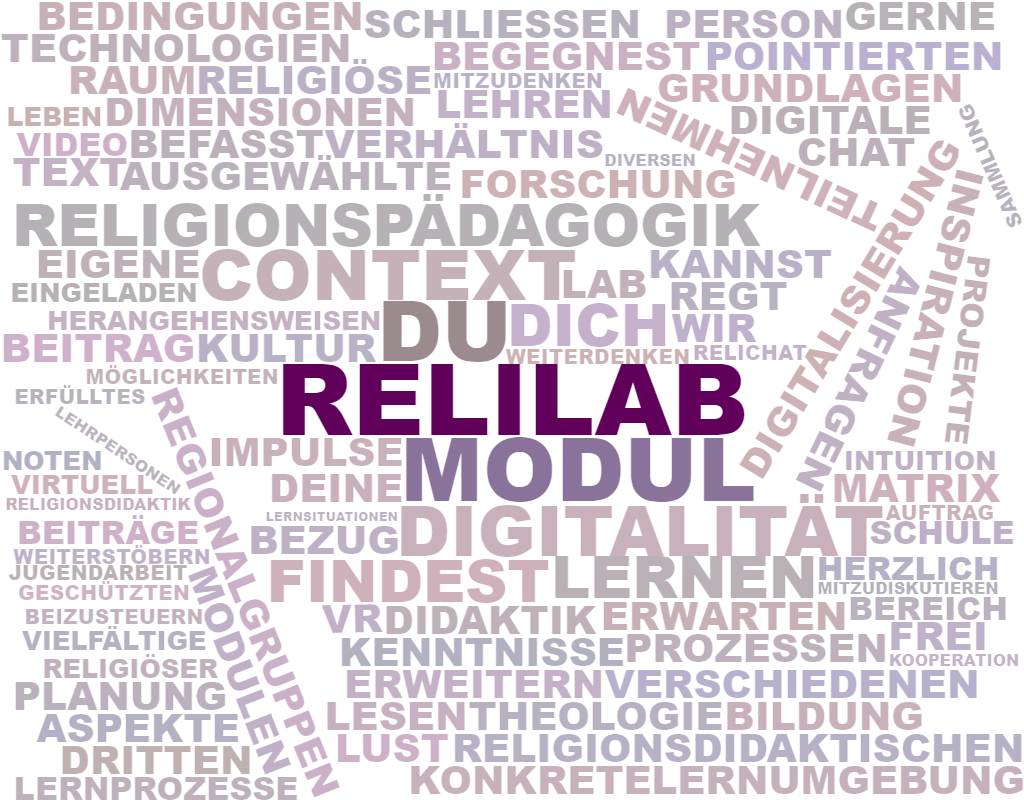 BEDINGUNGEN
SCHLIESSEN
PERSON
GERNE
TECHNOLOGIEN
BEGEGNEST
POINTIERTEN
RAUM
RELIGIÖSE
MITZUDENKEN
GRUNDLAGEN
LEBEN
DIMENSIONEN
LEHREN
TEILNEHMEN
DIGITALE
SAMMLUNG
VIDEO
BEFASST
VERHÄLTNIS
DIVERSEN
CHAT
TEXT
AUSGEWÄHLTE
FORSCHUNG
DIGITALISIERUNG
INSPIRATION
RELIGIONSPÄDAGOGIK
EIGENE
CONTEXT
LAB
KANNST
ANFRAGEN
PROJEKTE
EINGELADEN
REGT
HERANGEHENSWEISEN
DU
DICH
WIR
BEITRAG
KULTUR
WEITERDENKEN
RELICHAT
MÖGLICHKEITEN
RELILAB
ERFÜLLTES
LEHRPERSONEN
REGIONALGRUPPEN
IMPULSE
MODUL
NOTEN
INTUITION
VIRTUELL
DEINE
MATRIX
RELIGIONSDIDAKTIK
LERNSITUATIONEN
DIGITALITÄT
AUFTRAG
BEITRÄGE
BEZUG
SCHULE
WEITERSTÖBERN
JUGENDARBEIT
MODULEN
FINDEST
LERNEN
HERZLICH
GESCHÜTZTEN
MITZUDISKUTIEREN
BEIZUSTEUERN
VR
DIDAKTIK
ERWARTEN
BEREICH
VIELFÄLTIGE
KENNTNISSE
PROZESSEN
FREI
RELIGIÖSER
KOOPERATION
PLANUNG
ERWEITERN
VERSCHIEDENEN
ASPEKTE
LESEN
THEOLOGIE
BILDUNG
DRITTEN
LUST
RELIGIONSDIDAKTISCHEN
LERNPROZESSE
KONKRETE
LERNUMGEBUNG